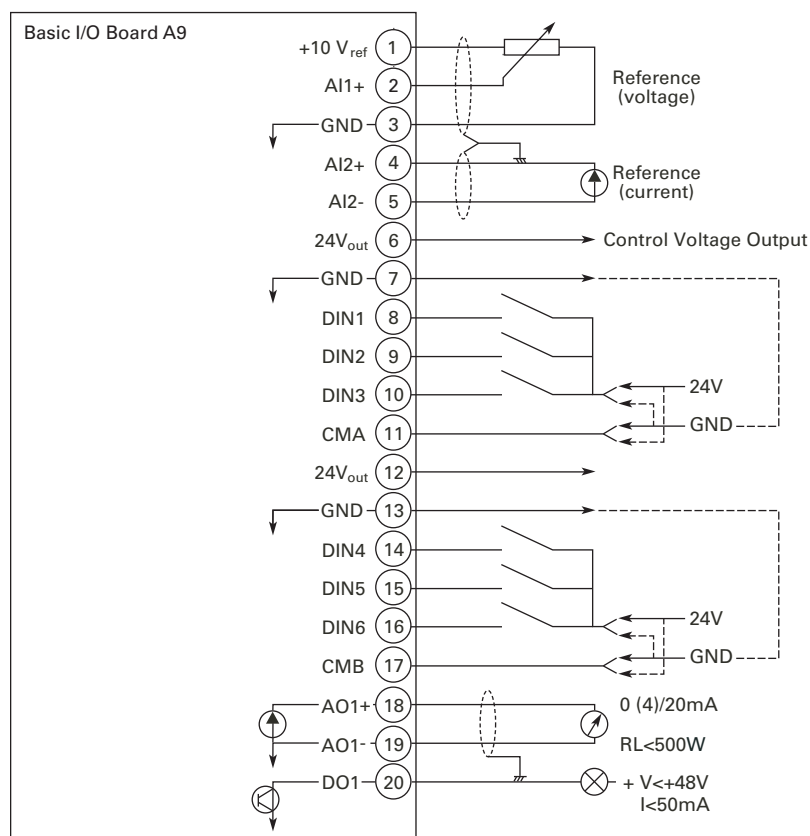 Basic I/O Board A9
+10 Vref 1
AI1+ 2
Reference
(voltage)
GND 3
AI2+ 4
Reference
(current)
AI2- 5
24Vout 6 Control Voltage Output
GND 7
DIN1 8
DIN2 9
DIN3 10 24V
CMA 11 GND
24Vout 12
GND 13
DIN4 14
DIN5 15
DIN6 16 24V
CMB 17 GND
AO1+ 18 0 (4)/20mA
AO1- 19 RL<500W
DO1 20 + V<+48V
I<50mA